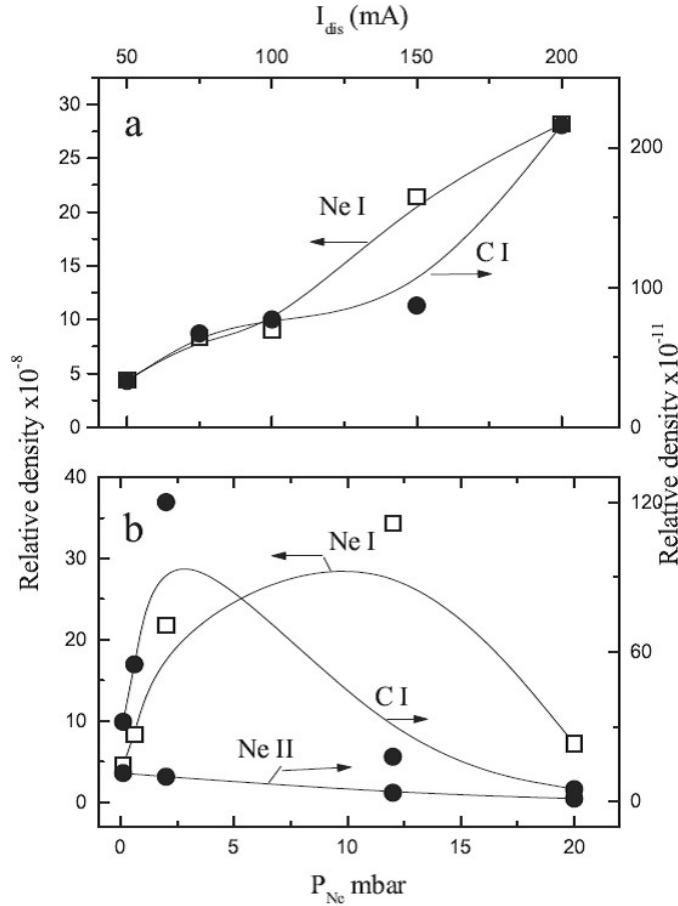 I_dis (mA)
50 100 150 200
a
30
25
20
15
10
5
0
Ne I
C I
200
100
0
Relative density x10^-8
Relative density x10^-11
40
30
20
10
0
b
Ne I
C I
Ne II
120
60
0
0 5 10 15 20
P_Ne mbar